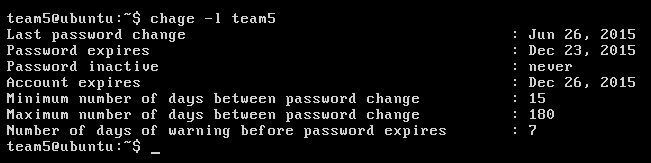 team5@ubuntu:~$ chage -l team5
Last password change : Jun 26, 2015
Password expires : Dec 23, 2015
Password inactive : never
Account expires : Dec 26, 2015
Minimum number of days between password change : 15
Maximum number of days between password change : 180
Number of days of warning before password expires : 7
team5@ubuntu:~$ _